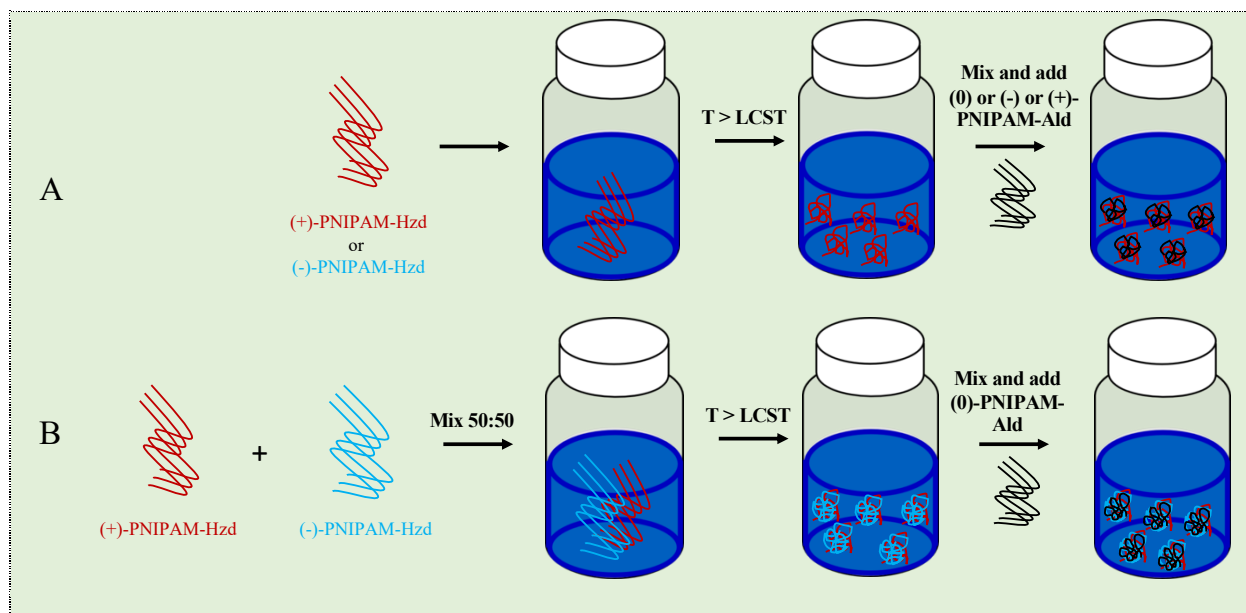 A
(+)-PNIPAM-Hzd
or
(-)-PNIPAM-Hzd
T > LCST
Mix and add
(0) or (-) or (+)-
PNIPAM-Ald
B
(+)-PNIPAM-Hzd
+
(-)-PNIPAM-Hzd
Mix 50:50
T > LCST
Mix and add
(0)-PNIPAM-
Ald